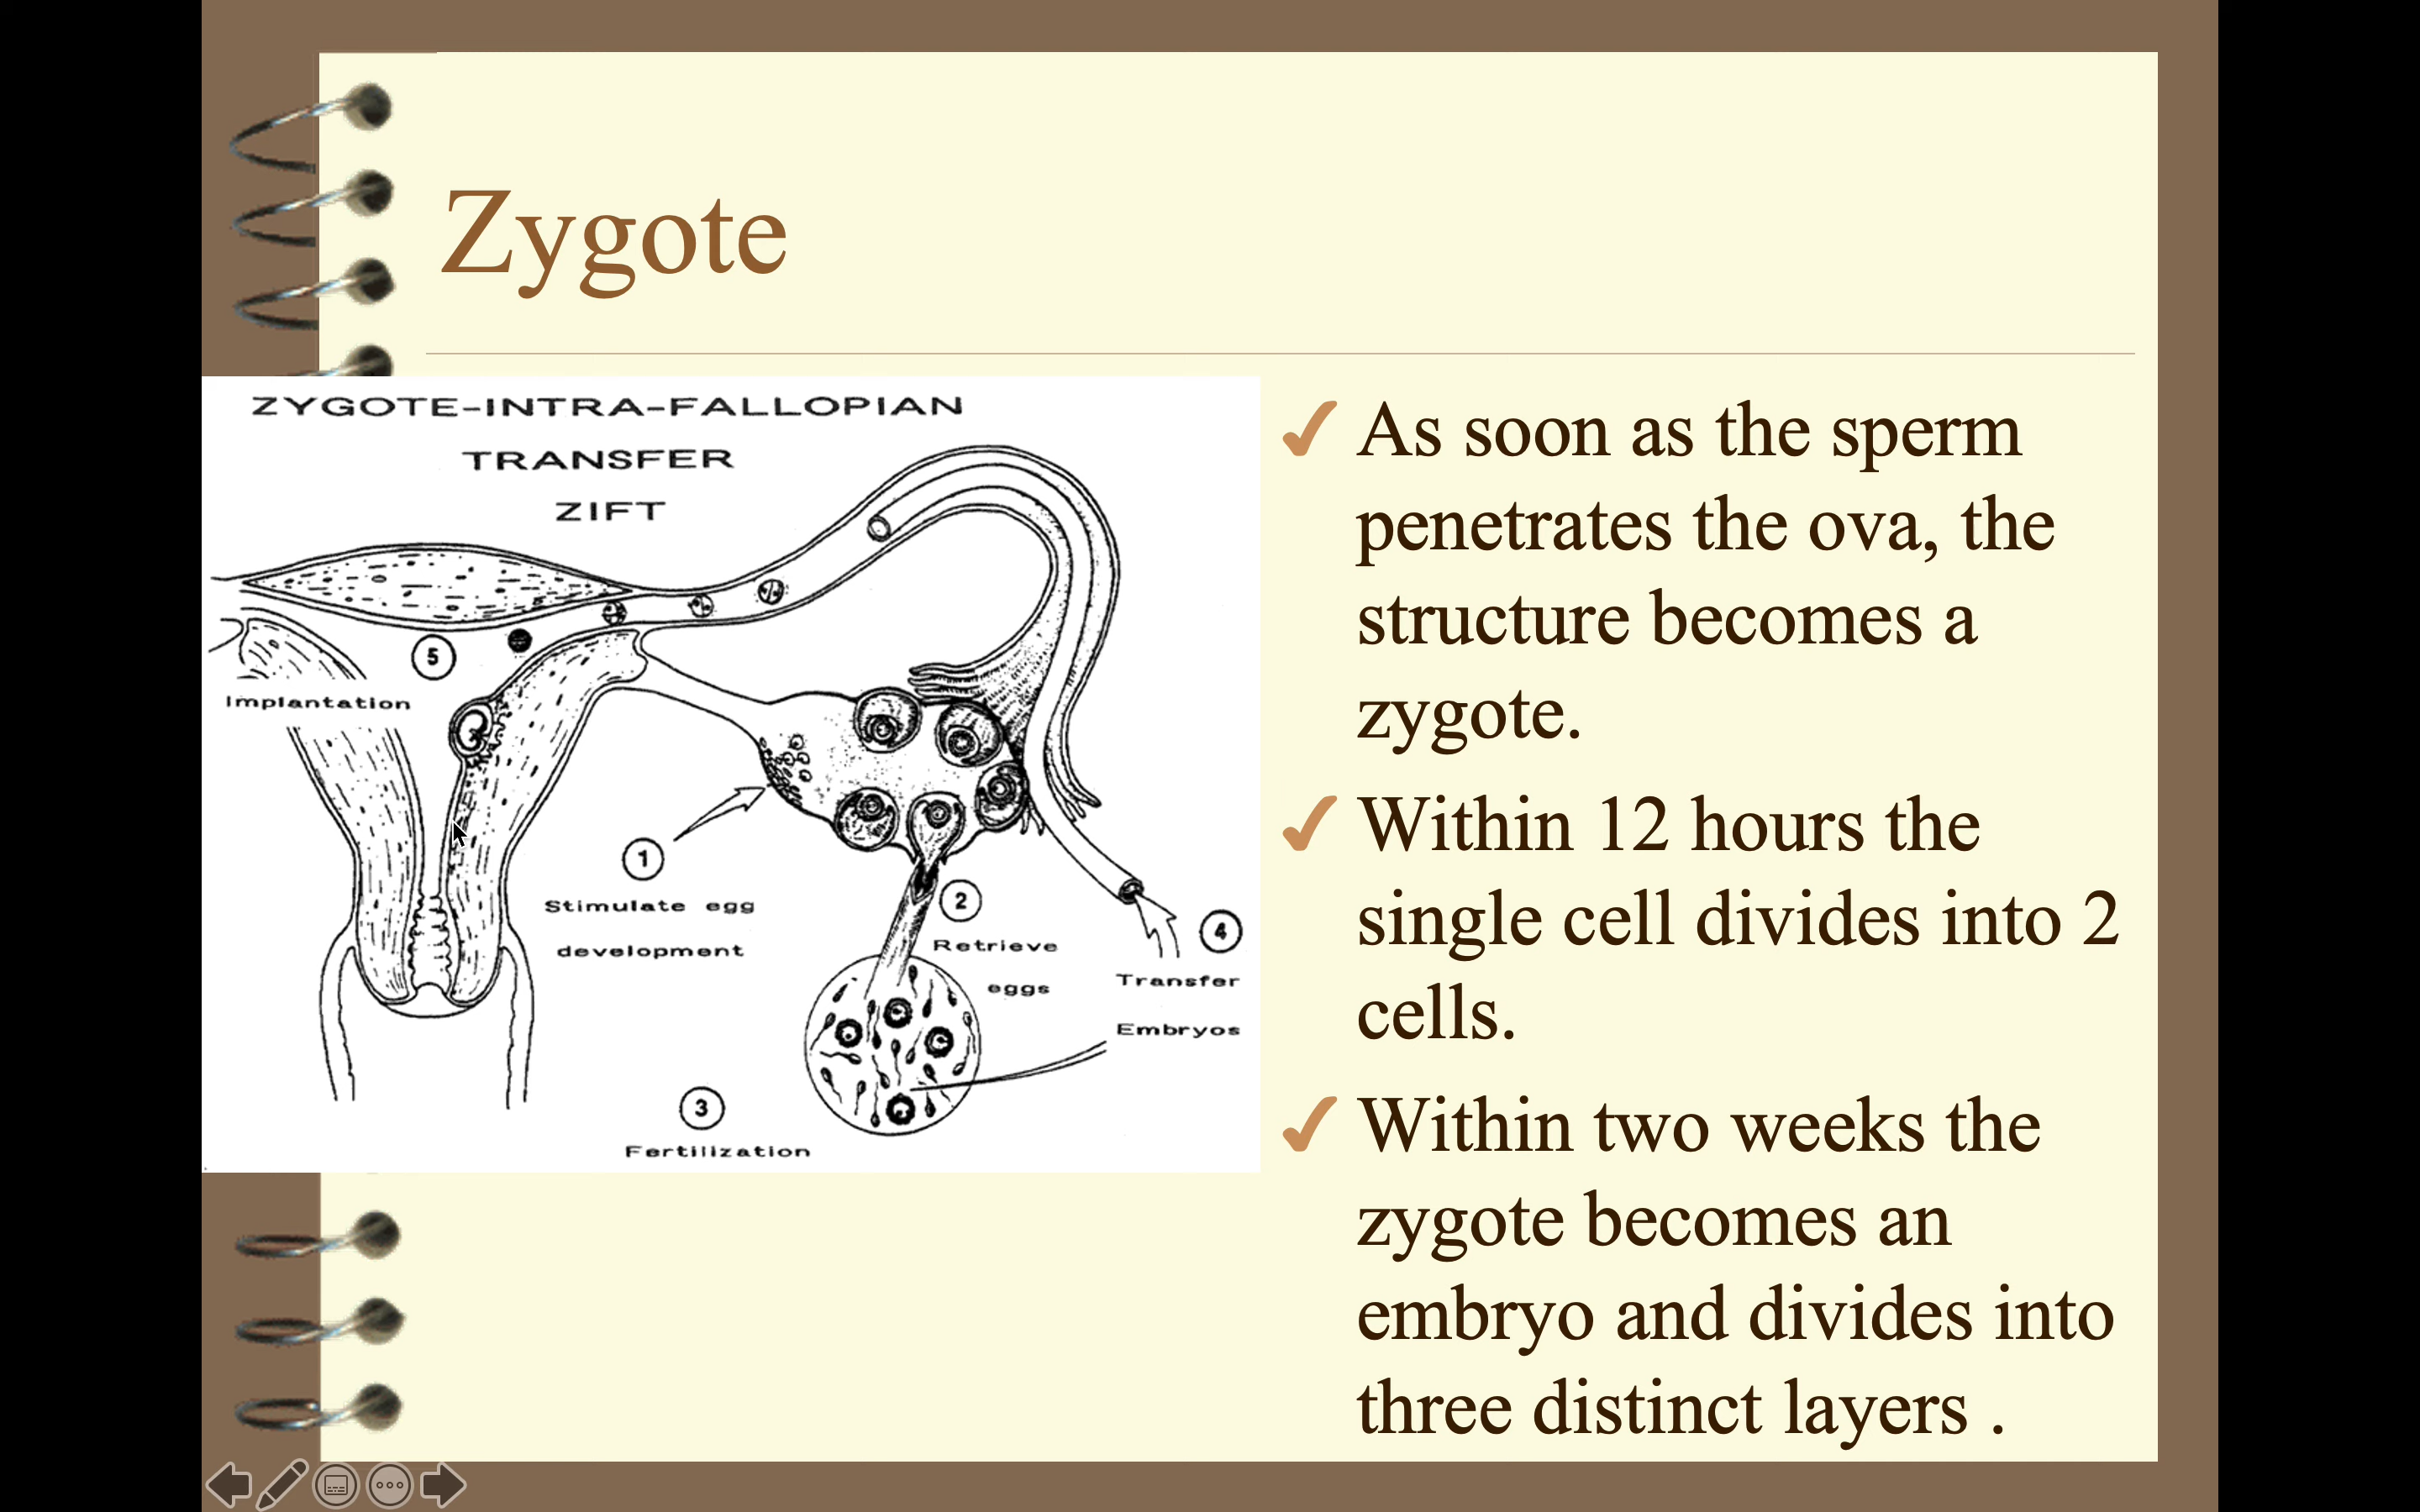 Zygote
ZYGOTE-INTRA-FALLOPIAN
TRANSFER
ZIFT
5
Implantation
1
Stimulate egg
development
2
Retrieve
eggs
4
Transfer
Embryos
3
Fertilization
✓ As soon as the sperm
penetrates the ova, the
structure becomes a
zygote.
✓ Within 12 hours the
single cell divides into 2
cells.
✓ Within two weeks the
zygote becomes an
embryo and divides into
three distinct layers .